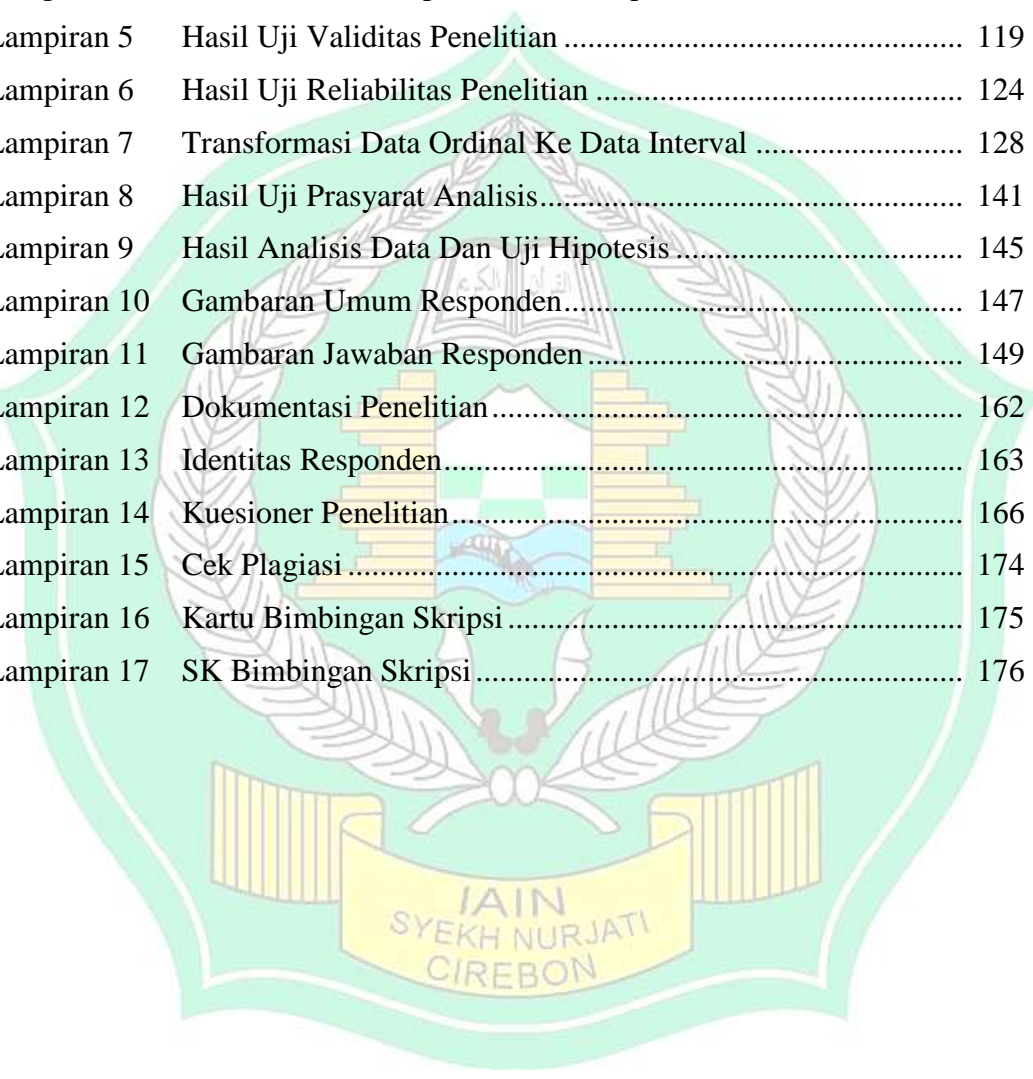 Lampiran 5 Hasil Uji Validitas Penelitian .......... 119
Lampiran 6 Hasil Uji Reliabilitas Penelitian .......... 124
Lampiran 7 Transformasi Data Ordinal Ke Data Interval .......... 128
Lampiran 8 Hasil Uji Prasyarat Analisis .......... 141
Lampiran 9 Hasil Analisis Data Dan Uji Hipotesis .......... 145
Lampiran 10 Gambaran Umum Responden .......... 147
Lampiran 11 Gambaran Jawaban Responden .......... 149
Lampiran 12 Dokumentasi Penelitian .......... 162
Lampiran 13 Identitas Responden .......... 163
Lampiran 14 Kuesioner Penelitian .......... 166
Lampiran 15 Cek Plagiasi .......... 174
Lampiran 16 Kartu Bimbingan Skripsi .......... 175
Lampiran 17 SK Bimbingan Skripsi .......... 176
القرآن الكريم
IAIN
SYEKH NURJATI
CIREBON